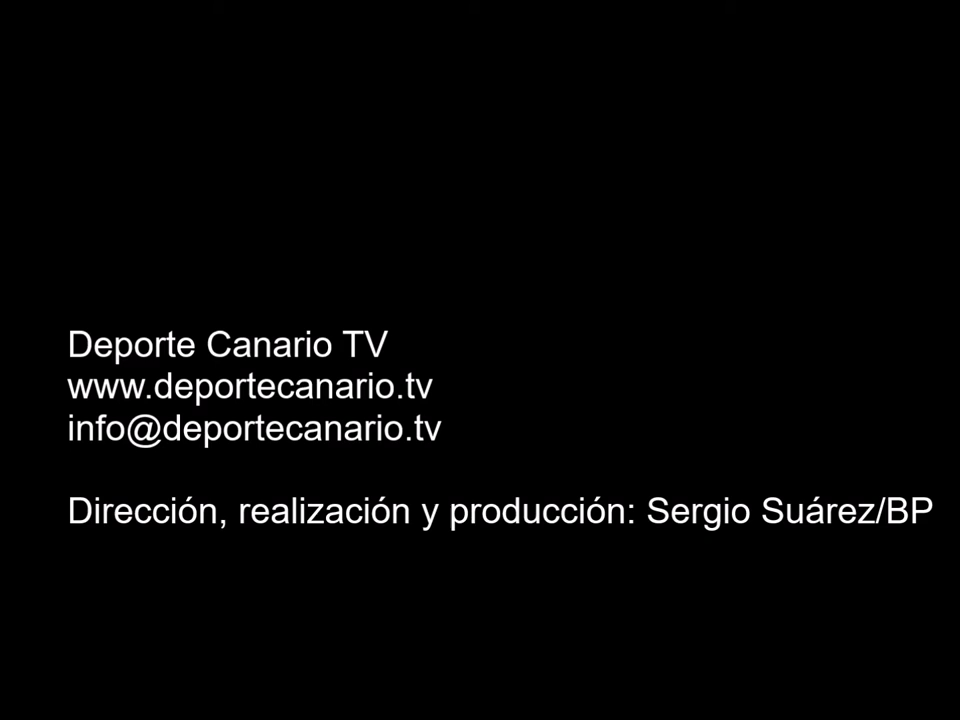 Deporte Canario TV
www.deportecanario.tv
info@deportecanario.tv
Dirección, realización y producción: Sergio Suárez/BP